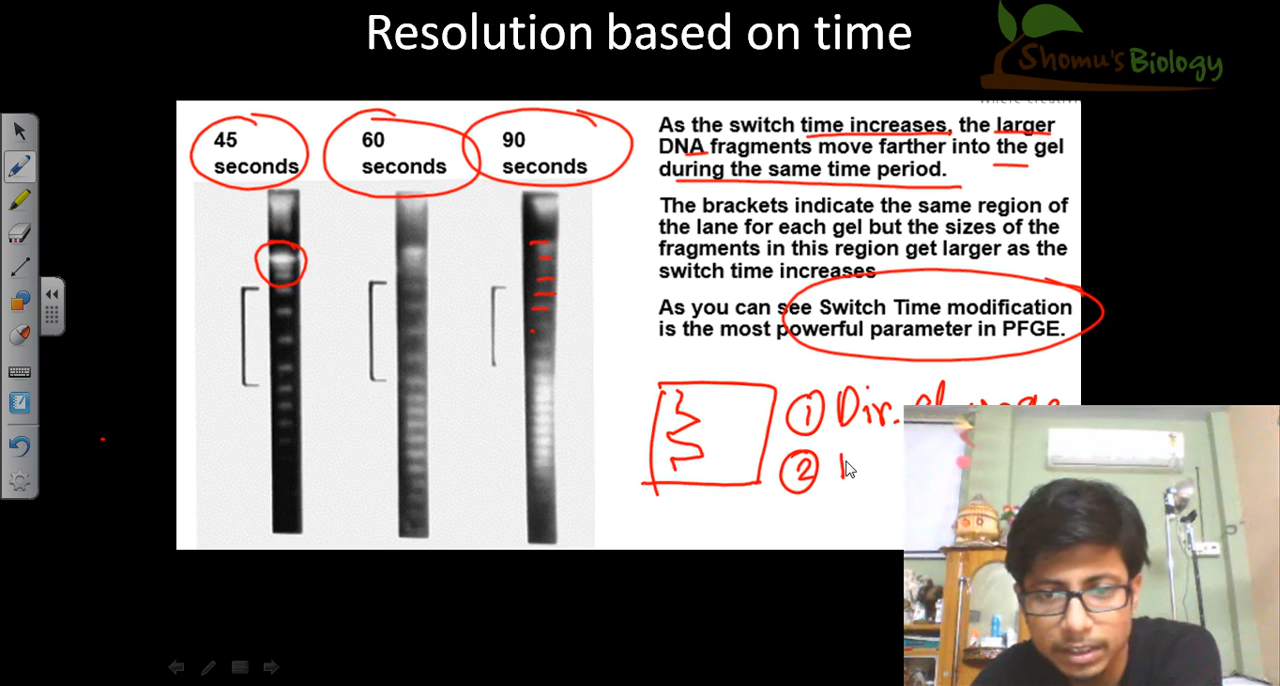 Resolution based on time
Shomu's Biology
45
seconds
60
seconds
90
seconds
As the switch time increases, the larger
DNA fragments move farther into the gel
during the same time period.
The brackets indicate the same region of
the lane for each gel but the sizes of the
fragments in this region get larger as the
switch time increases
As you can see Switch Time modification
is the most powerful parameter in PFGE.
① Dir. of
②